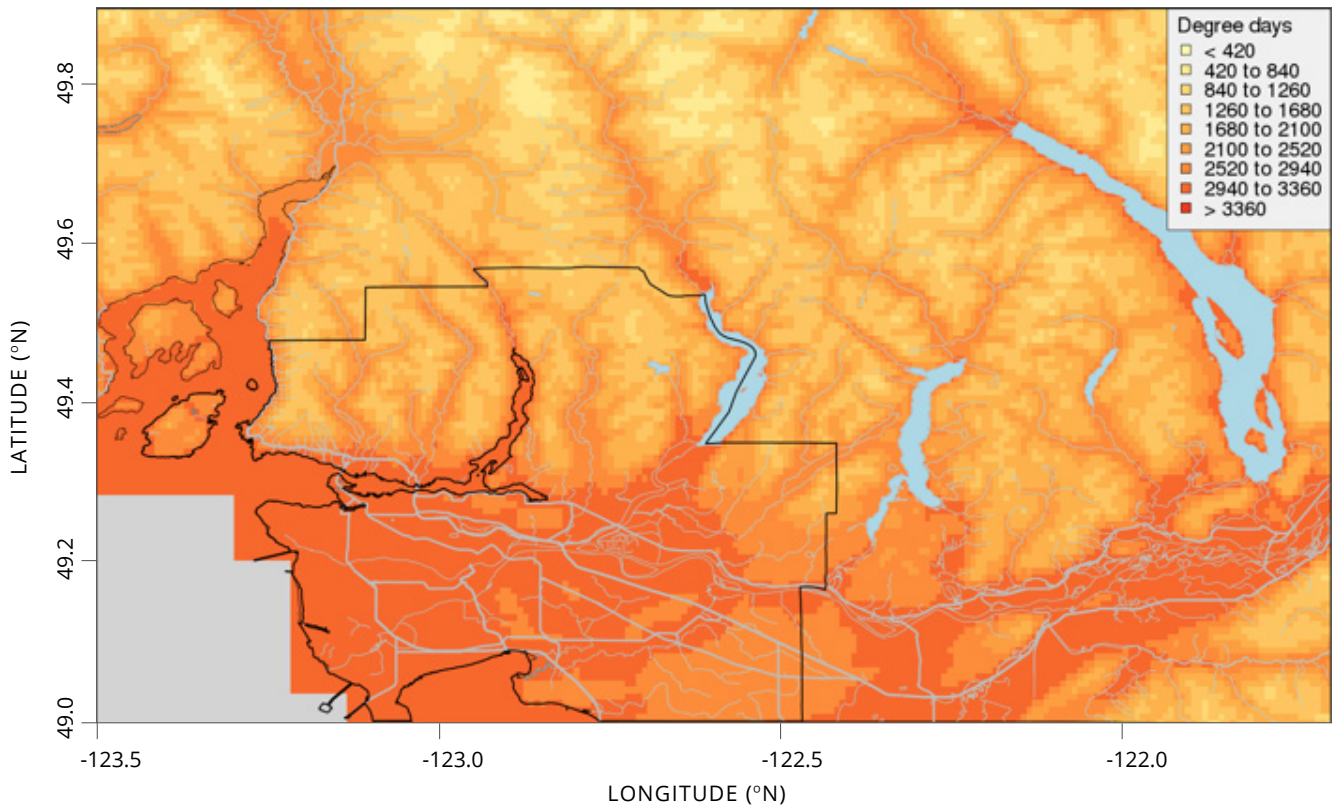 Degree days
< 420
420 to 840
840 to 1260
1260 to 1680
1680 to 2100
2100 to 2520
2520 to 2940
2940 to 3360
> 3360
49.8
49.6
49.4
49.2
49.0
LATITUDE (ºN)
-123.5 -123.0 -122.5 -122.0
LONGITUDE (ºN)